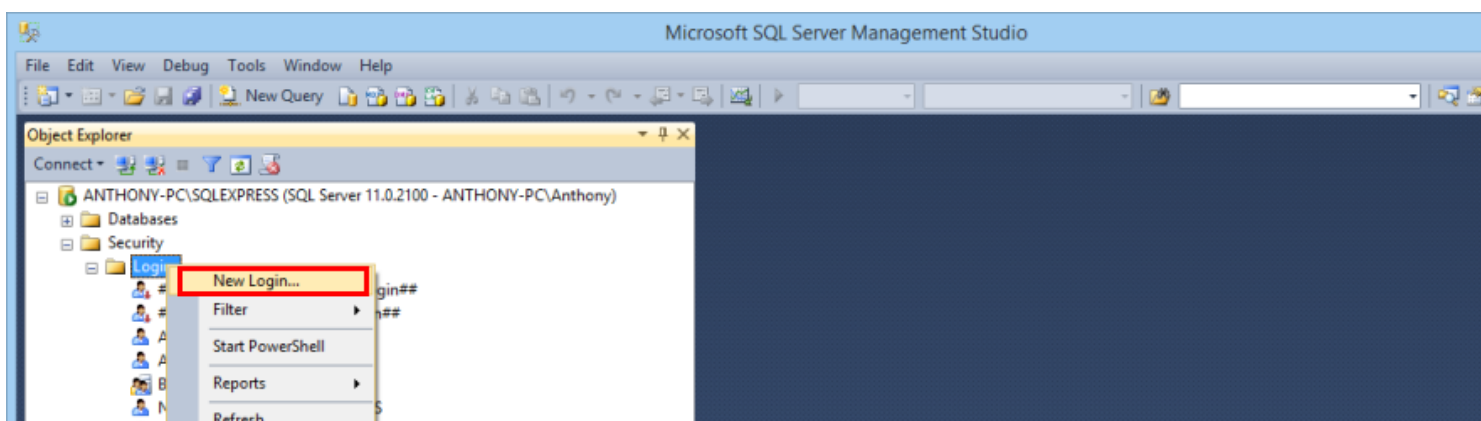 Microsoft SQL Server Management Studio
File Edit View Debug Tools Window Help
New Query
Object Explorer
Connect
ANTHONY-PC\SQLEXPRESS (SQL Server 11.0.2100 - ANTHONY-PC\Anthony)
Databases
Security
New Login...
Filter
Start PowerShell
Reports
Refresh